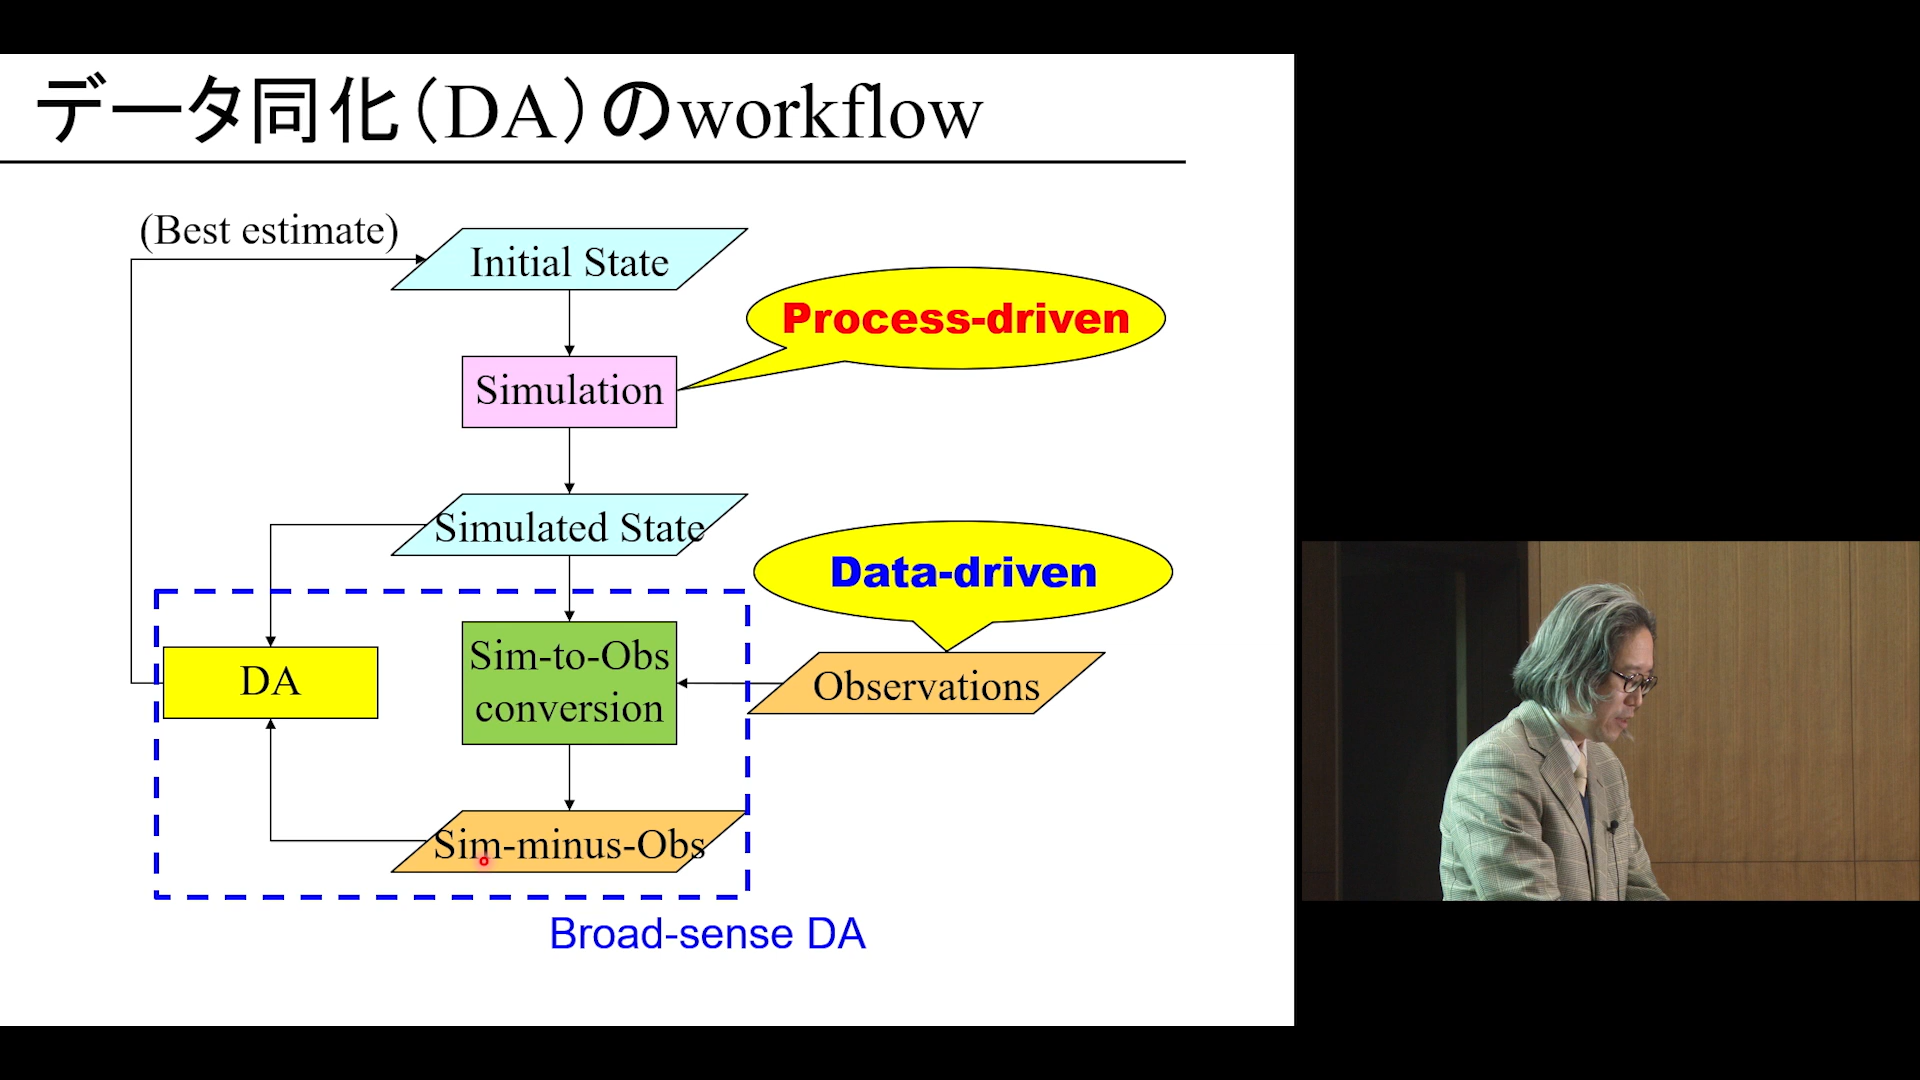 データ同化（DA）のworkflow
(Best estimate)
Initial State
Process-driven
Simulation
Simulated State
Data-driven
DA
Sim-to-Obs
conversion
Observations
Sim-minus-Obs
Broad-sense DA